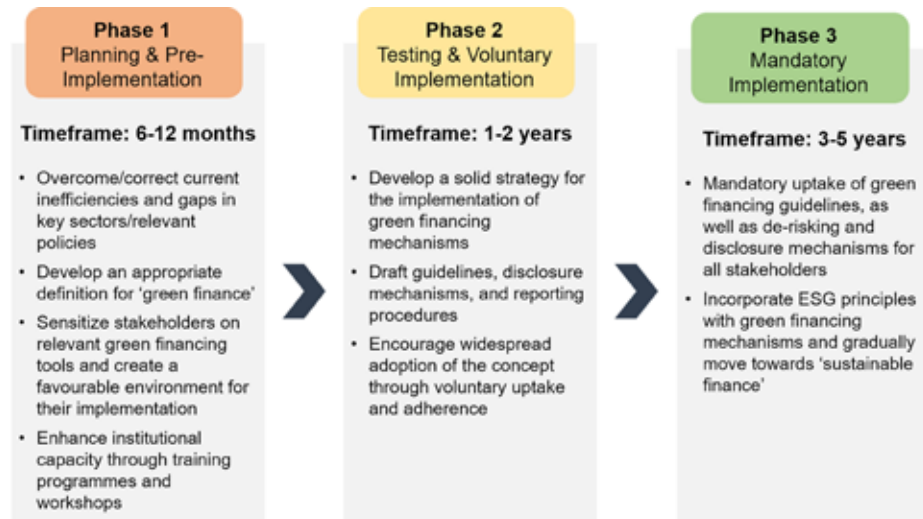 Phase 1
Planning & Pre-
Implementation
Timeframe: 6-12 months
• Overcome/correct current
inefficiencies and gaps in
key sectors/relevant
policies
• Develop an appropriate
definition for ‘green finance’
• Sensitize stakeholders on
relevant green financing
tools and create a
favourable environment for
their implementation
• Enhance institutional
capacity through training
programmes and
workshops
Phase 2
Testing & Voluntary
Implementation
Timeframe: 1-2 years
• Develop a solid strategy for
the implementation of
green financing
mechanisms
• Draft guidelines, disclosure
mechanisms, and reporting
procedures
• Encourage widespread
adoption of the concept
through voluntary uptake
and adherence
Phase 3
Mandatory
Implementation
Timeframe: 3-5 years
• Mandatory uptake of green
financing guidelines, as
well as de-risking and
disclosure mechanisms for
all stakeholders
• Incorporate ESG principles
with green financing
mechanisms and gradually
move towards ‘sustainable
finance’